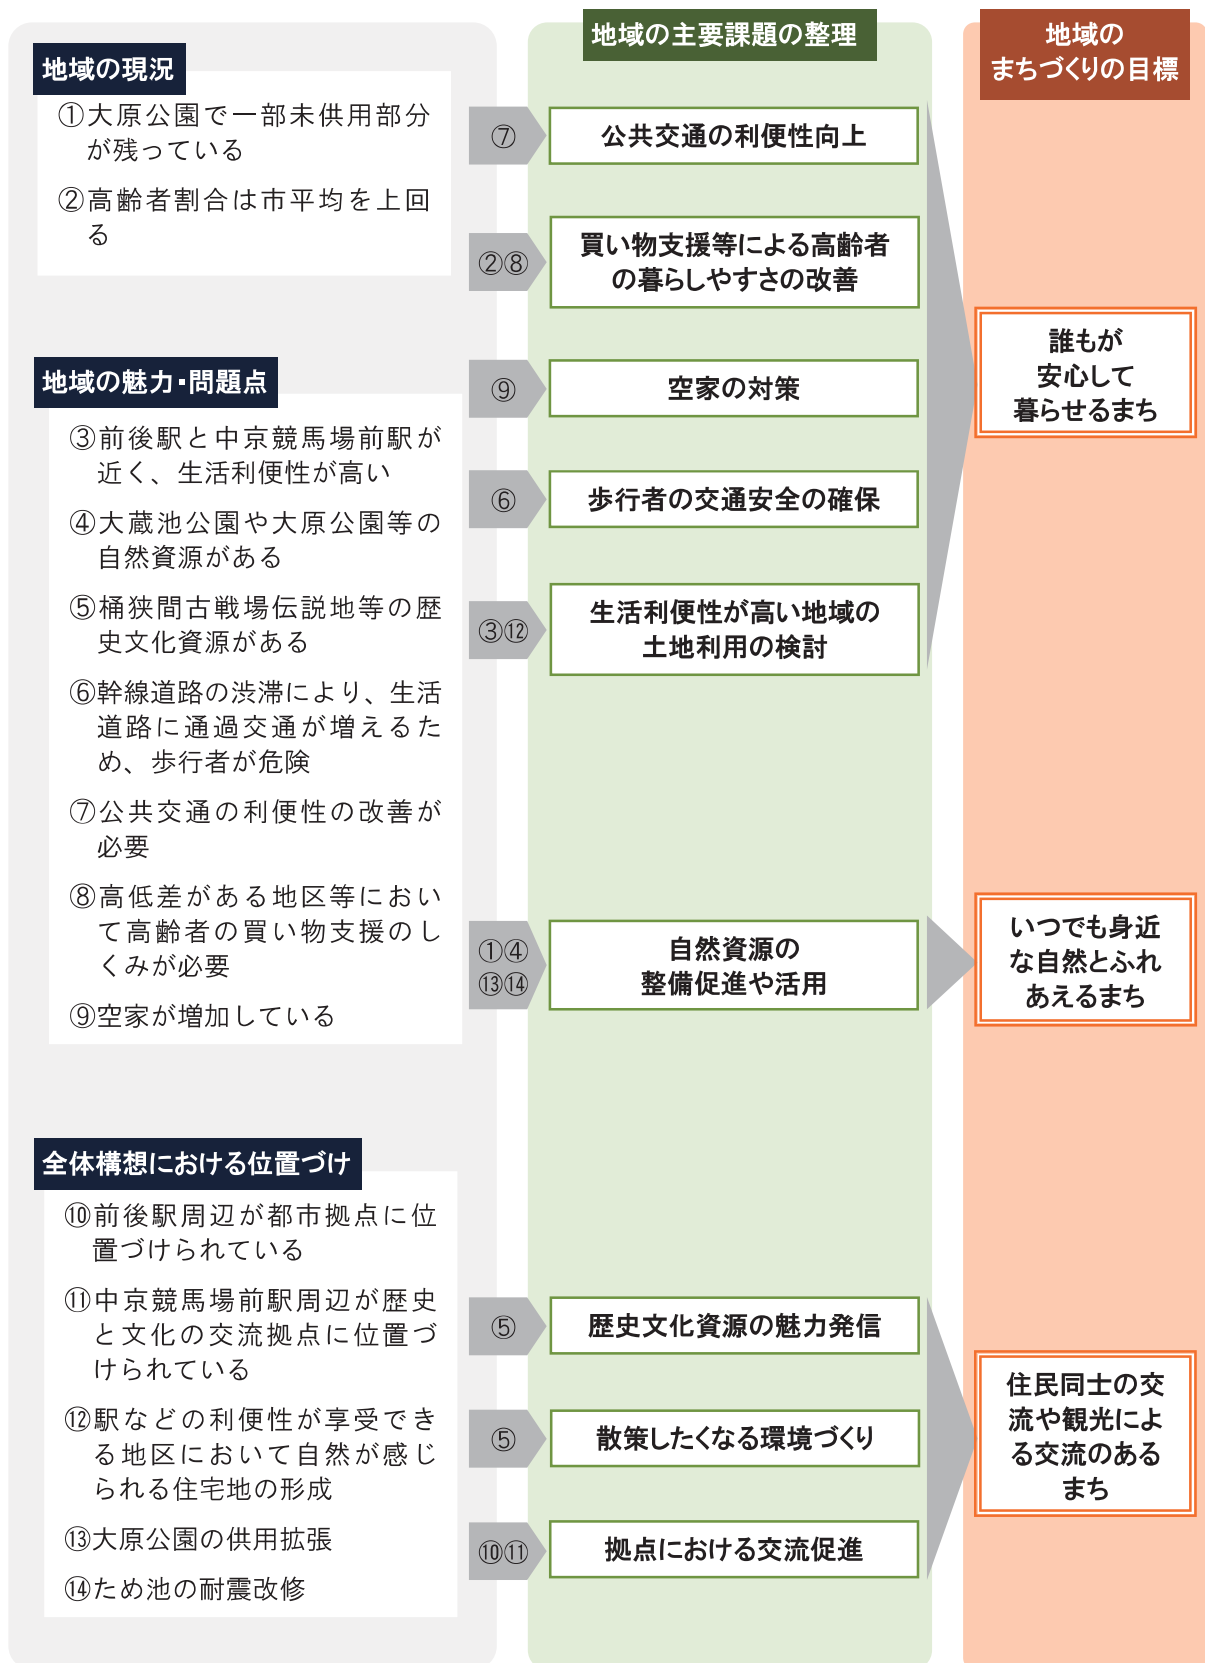 地域の現況
①大原公園で一部未供用部分
が残っている
②高齢者割合は市平均を上回
る
地域の魅力・問題点
③前後駅と中京競馬場前駅が
近く、生活利便性が高い
④大蔵池公園や大原公園等の
自然資源がある
⑤桶狭間古戦場伝説地等の歴
史文化資源がある
⑥幹線道路の渋滞により、生活
道路に通過交通が増えるた
め、歩行者が危険
⑦公共交通の利便性の改善が
必要
⑧高低差がある地区等におい
て高齢者の買い物支援のし
くみが必要
⑨空家が増加している
全体構想における位置づけ
⑩前後駅周辺が都市拠点に位
置づけられている
⑪中京競馬場前駅周辺が歴史
と文化の交流拠点に位置づ
けられている
⑫駅などの利便性が享受でき
る地区において自然が感じ
られる住宅地の形成
⑬大原公園の供用拡張
⑭ため池の耐震改修
地域の主要課題の整理
⑦
公共交通の利便性向上
②⑧
買い物支援等による高齢者
の暮らしやすさの改善
⑨
空家の対策
⑥
歩行者の交通安全の確保
③⑫
生活利便性が高い地域の
土地利用の検討
①④
⑬⑭
自然資源の
整備促進や活用
⑤
歴史文化資源の魅力発信
⑤
散策したくなる環境づくり
⑩⑪
拠点における交流促進
地域の
まちづくりの目標
誰もが
安心して
暮らせるまち
いつでも身近
な自然とふれ
あえるまち
住民同士の交
流や観光によ
る交流のある
まち